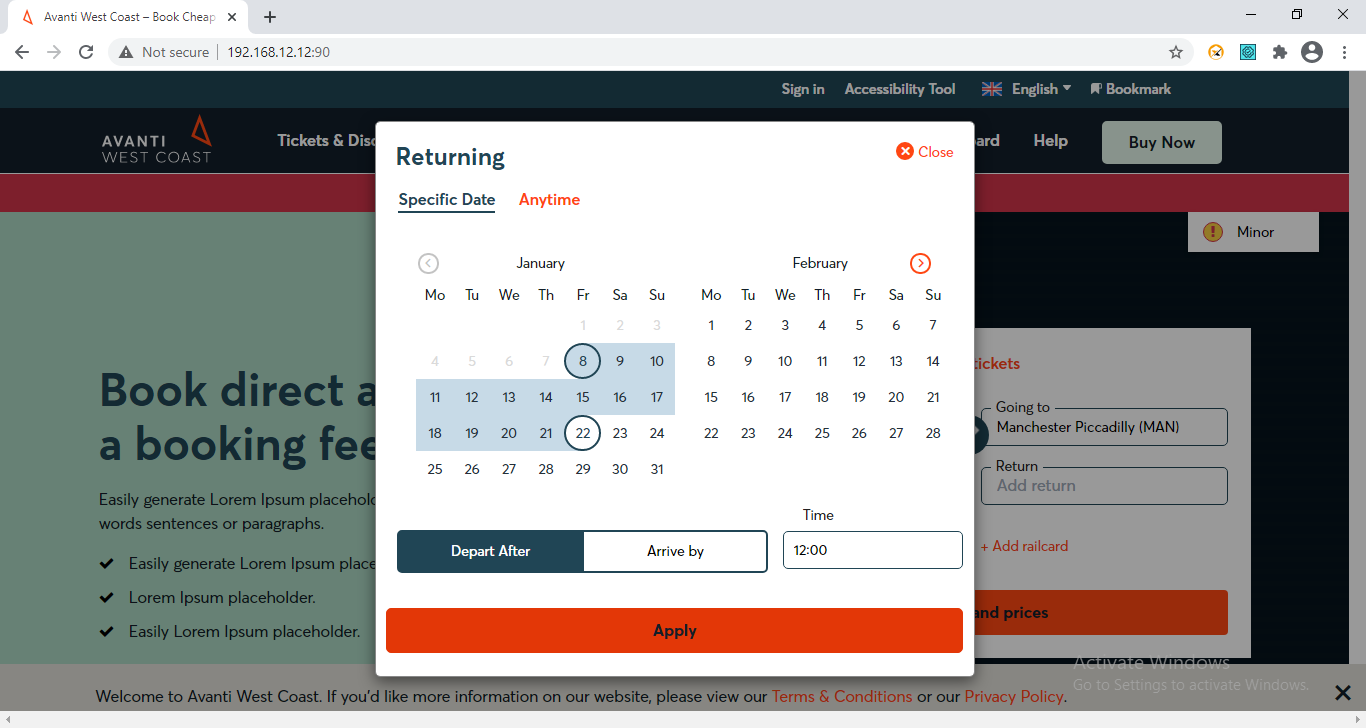 Avanti West Coast – Book Cheap
Not secure 192.168.12.12:90
Sign in Accessibility Tool English Bookmark
AVANTI
WEST COAST
Tickets & Disc
ard Help Buy Now
Minor
Book direct a
a booking fee
Easily generate Lorem Ipsum placehold
words sentences or paragraphs.
Easily generate Lorem Ipsum place
Lorem Ipsum placeholder.
Easily Lorem Ipsum placeholder.
Returning
Close
Specific Date Anytime
January
Mo Tu We Th Fr Sa Su
1 2 3
4 5 6 7 8 9 10
11 12 13 14 15 16 17
18 19 20 21 22 23 24
25 26 27 28 29 30 31
February
Mo Tu We Th Fr Sa Su
1 2 3 4 5 6 7
8 9 10 11 12 13 14
15 16 17 18 19 20 21
22 23 24 25 26 27 28
Depart After Arrive by
Time
12:00
Apply
tickets
Going to
Manchester Piccadilly (MAN)
Return
Add return
+ Add railcard
and prices
Activate Windows
Go to Settings to activate Windows.
Welcome to Avanti West Coast. If you'd like more information on our website, please view our Terms & Conditions or our Privacy Policy.